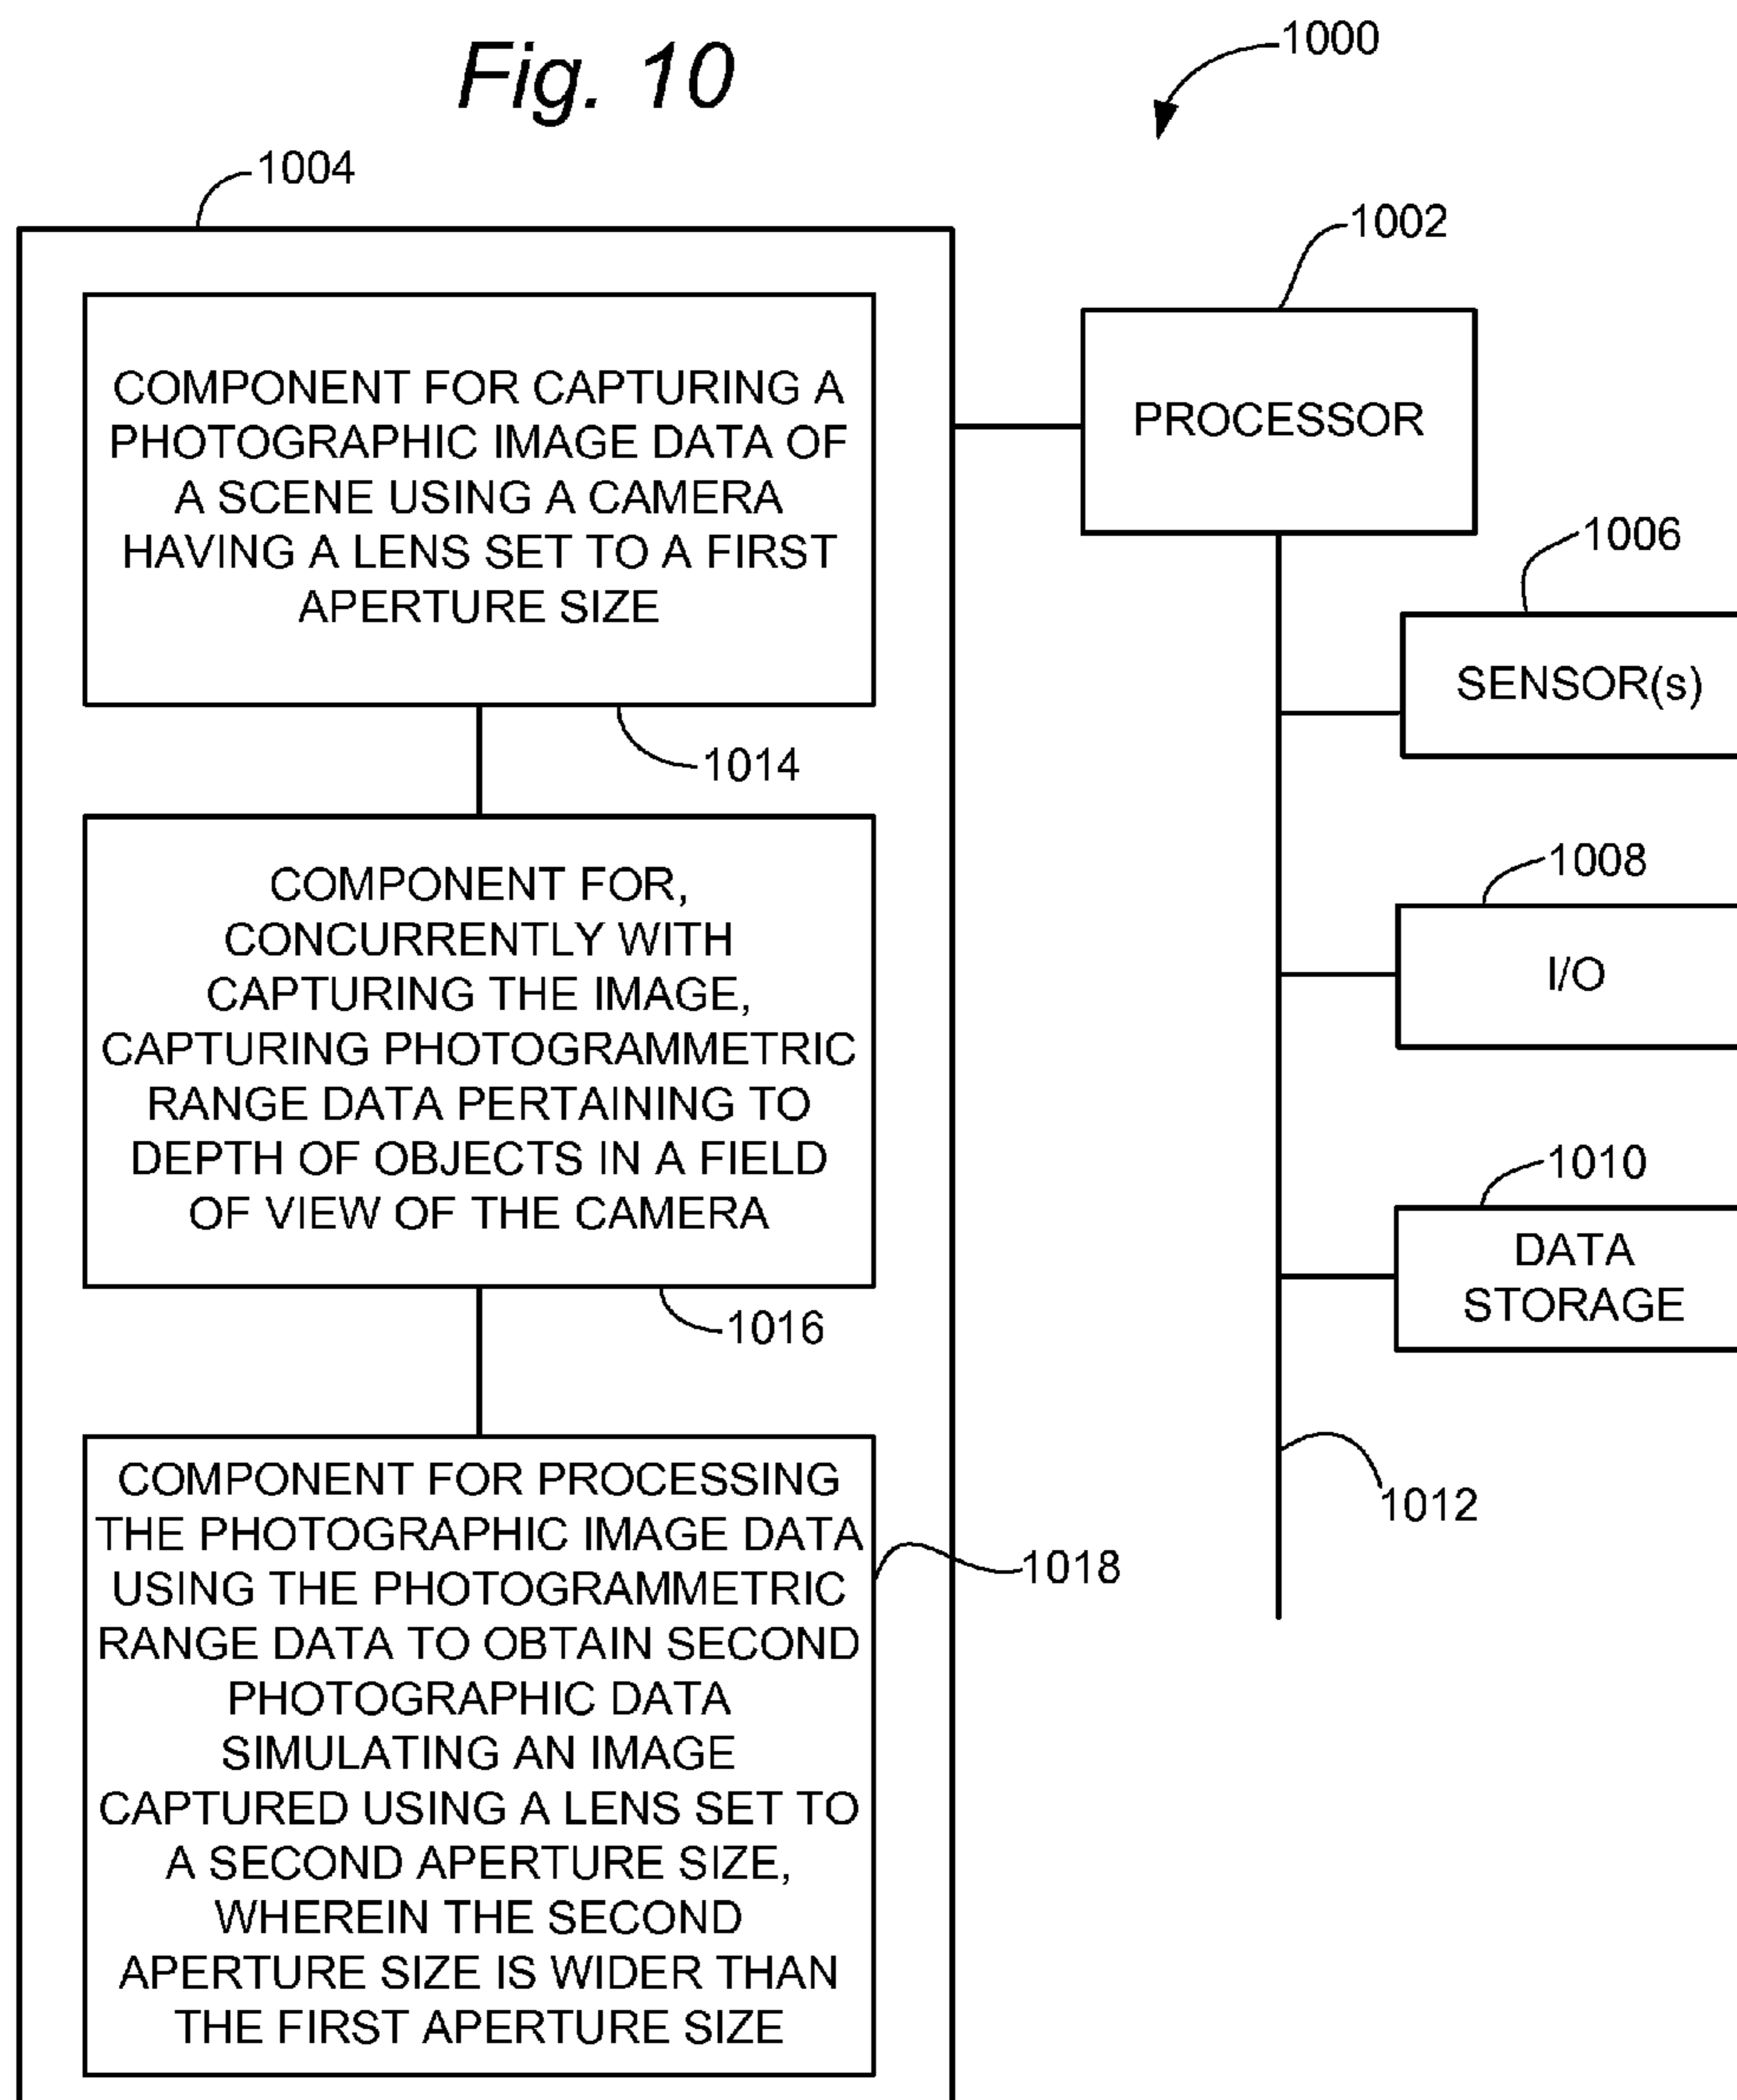 Fig. 10
1000
1004
1002
COMPONENT FOR CAPTURING A
PHOTOGRAPHIC IMAGE DATA OF
A SCENE USING A CAMERA
HAVING A LENS SET TO A FIRST
APERTURE SIZE
1014
PROCESSOR
1006
SENSOR(s)
COMPONENT FOR,
CONCURRENTLY WITH
CAPTURING THE IMAGE,
CAPTURING PHOTOGRAMMETRIC
RANGE DATA PERTAINING TO
DEPTH OF OBJECTS IN A FIELD
OF VIEW OF THE CAMERA
1016
1008
I/O
1010
DATA
STORAGE
1012
COMPONENT FOR PROCESSING
THE PHOTOGRAPHIC IMAGE DATA
USING THE PHOTOGRAMMETRIC
RANGE DATA TO OBTAIN SECOND
PHOTOGRAPHIC DATA
SIMULATING AN IMAGE
CAPTURED USING A LENS SET TO
A SECOND APERTURE SIZE,
WHEREIN THE SECOND
APERTURE SIZE IS WIDER THAN
THE FIRST APERTURE SIZE
1018